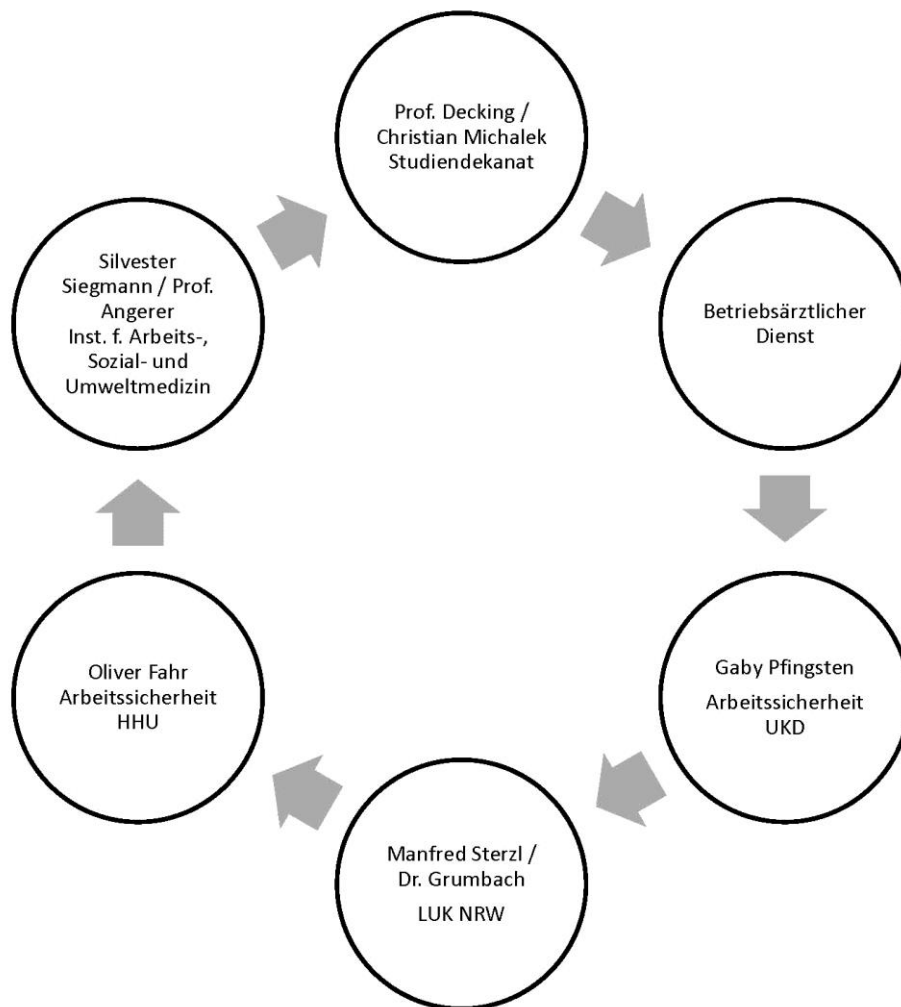 Prof. Decking /
Christian Michalek
Studiendekanat
Betriebsärztlicher
Dienst
Gaby Pfingsten
Arbeitssicherheit
UKD
Manfred Sterzl /
Dr. Grumbach
LUK NRW
Oliver Fahr
Arbeitssicherheit
HHU
Silvester
Siegmann / Prof.
Angerer
Inst. f. Arbeits-,
Sozial- und
Umweltmedizin